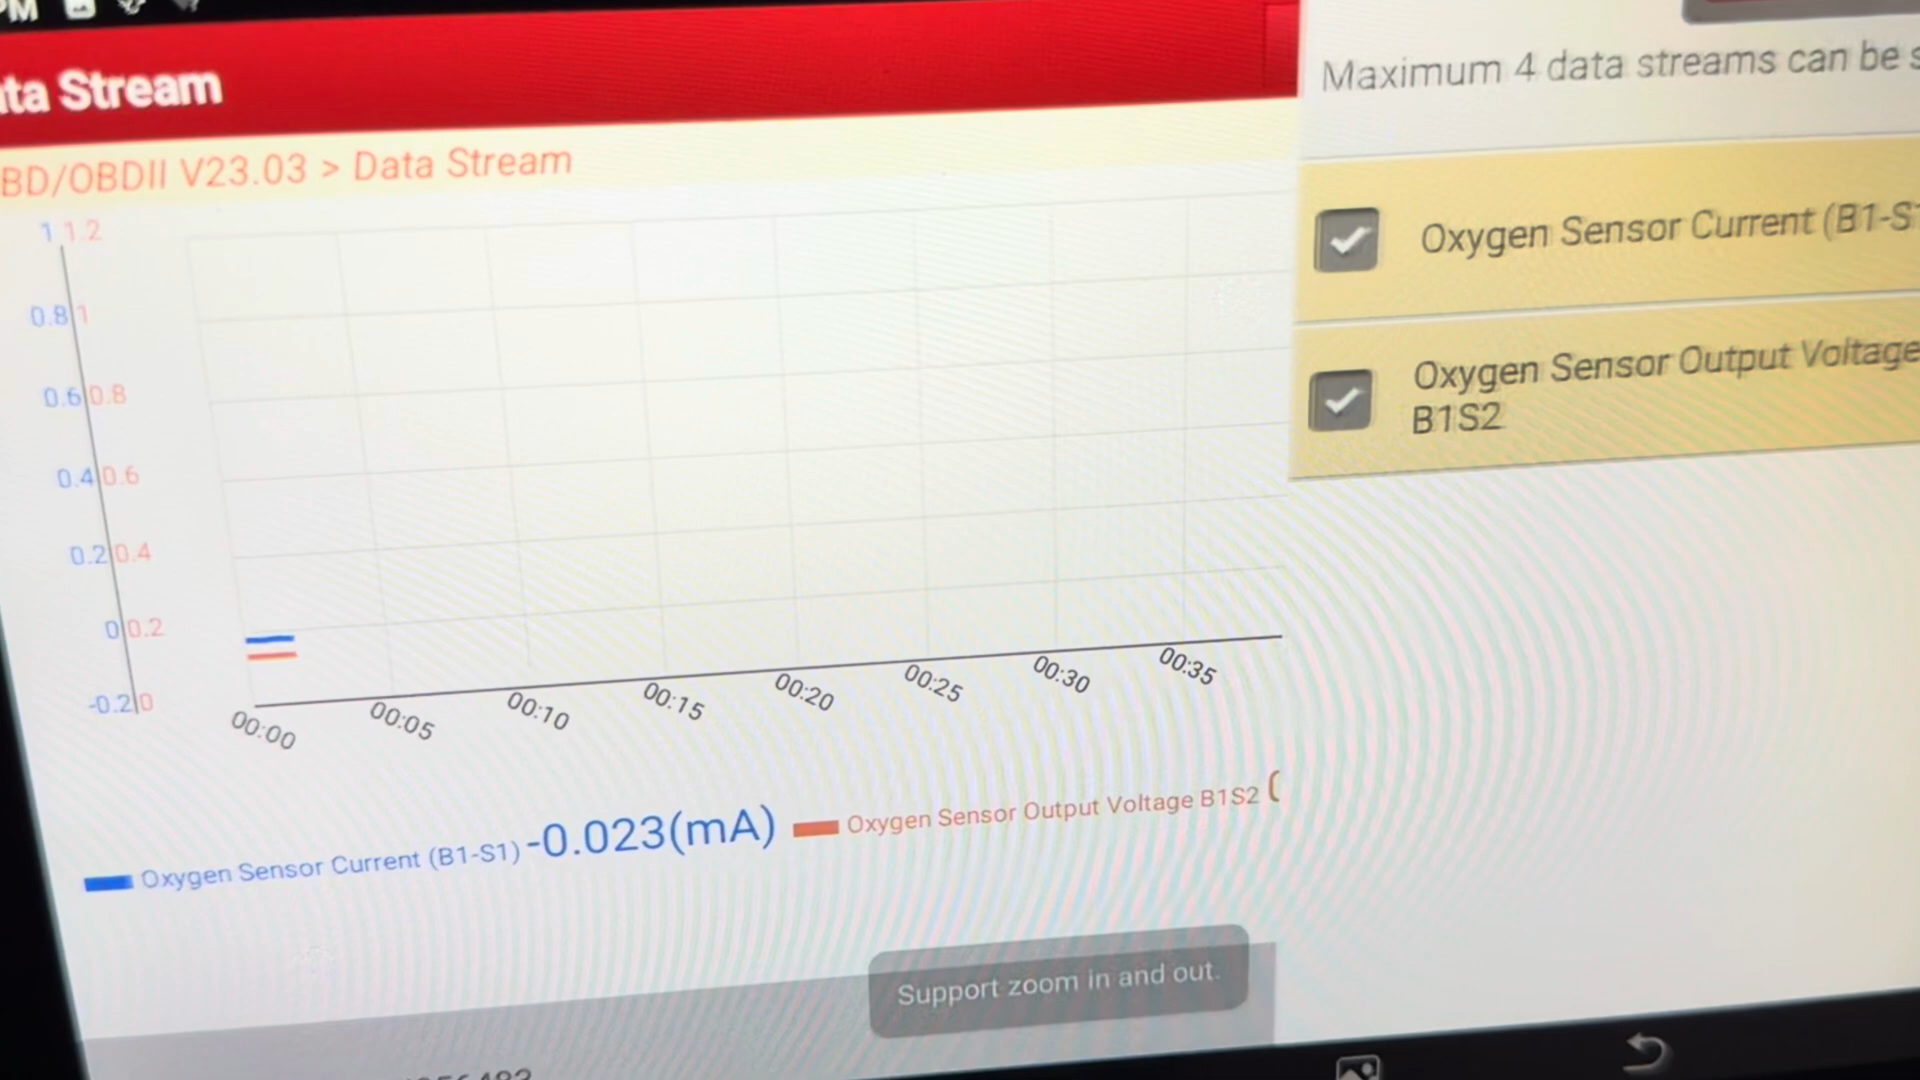 PM
ata Stream
BD/OBDII V23.03 > Data Stream
Maximum 4 data streams can be s
Oxygen Sensor Current (B1-S1
Oxygen Sensor Output Voltage
B1S2
1 1.2
0.8 1
0.6 0.8
0.4 0.6
0.2 0.4
0 0.2
-0.2 0
00:00 00:05 00:10 00:15 00:20 00:25 00:30 00:35
Oxygen Sensor Current (B1-S1) -0.023(mA) Oxygen Sensor Output Voltage B1S2
Support zoom in and out.